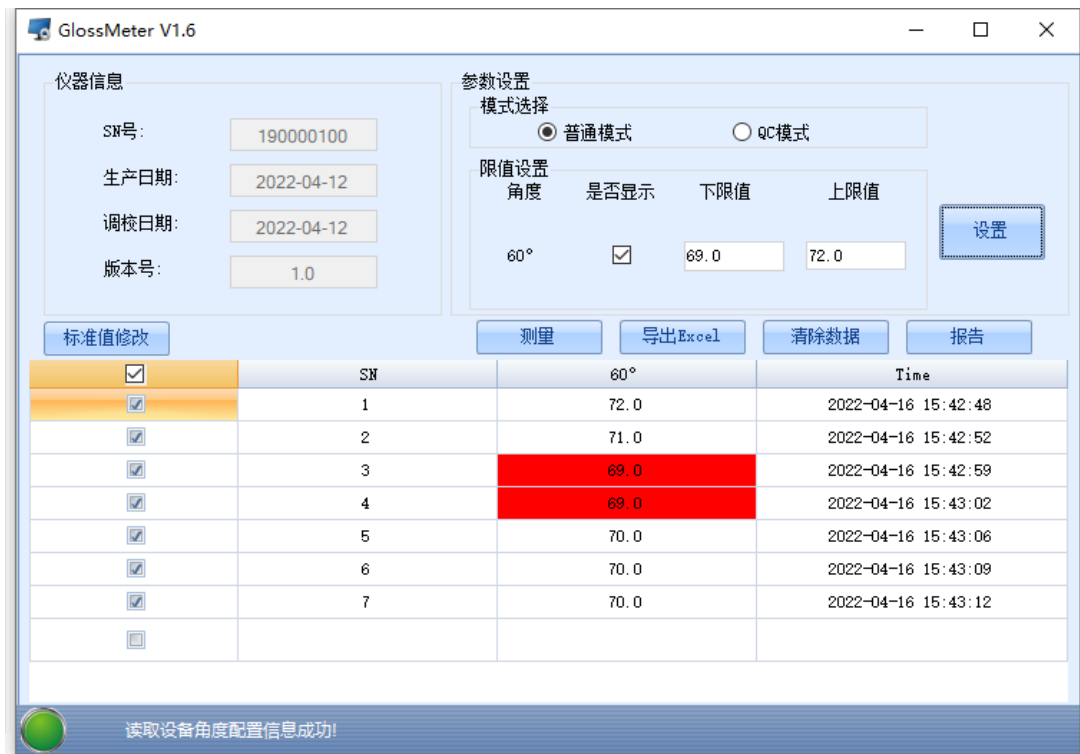 GlossMeter V1.6
仪器信息
SN号: 190000100
生产日期: 2022-04-12
调校日期: 2022-04-12
版本号: 1.0
参数设置
模式选择
普通模式 QC模式
限值设置
角度 是否显示 下限值 上限值
60° 69.0 72.0
设置
标准值修改 测量 导出Excel 清除数据 报告
SN 60° Time
1 72.0 2022-04-16 15:42:48
2 71.0 2022-04-16 15:42:52
3 69.0 2022-04-16 15:42:59
4 69.0 2022-04-16 15:43:02
5 70.0 2022-04-16 15:43:06
6 70.0 2022-04-16 15:43:09
7 70.0 2022-04-16 15:43:12
读取设备角度配置信息成功!